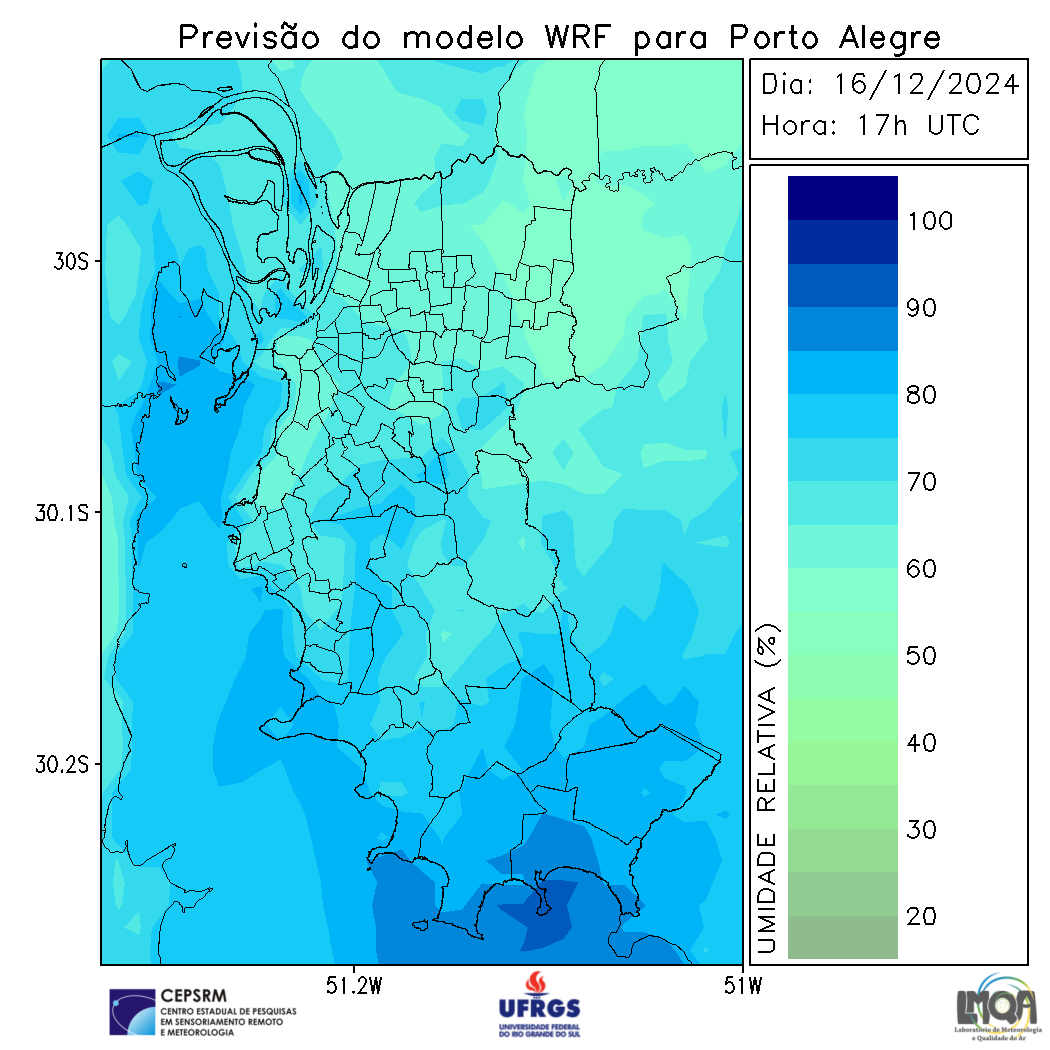 Previsão do modelo WRF para Porto Alegre
Dia: 16/12/2024
Hora: 17h UTC
30S
30.1S
30.2S
51.2W
51W
100
90
80
70
60
50
40
30
20
UMIDADE RELATIVA (%)
CEPSRM
CENTRO ESTADUAL DE PESQUISAS
EM SENSORIAMENTO REMOTO
E METEOROLOGIA
UFRGS
UNIVERSIDADE FEDERAL
DO RIO GRANDE DO SUL
LMQA
Laboratório de Meteorologia
e Qualidade do Ar